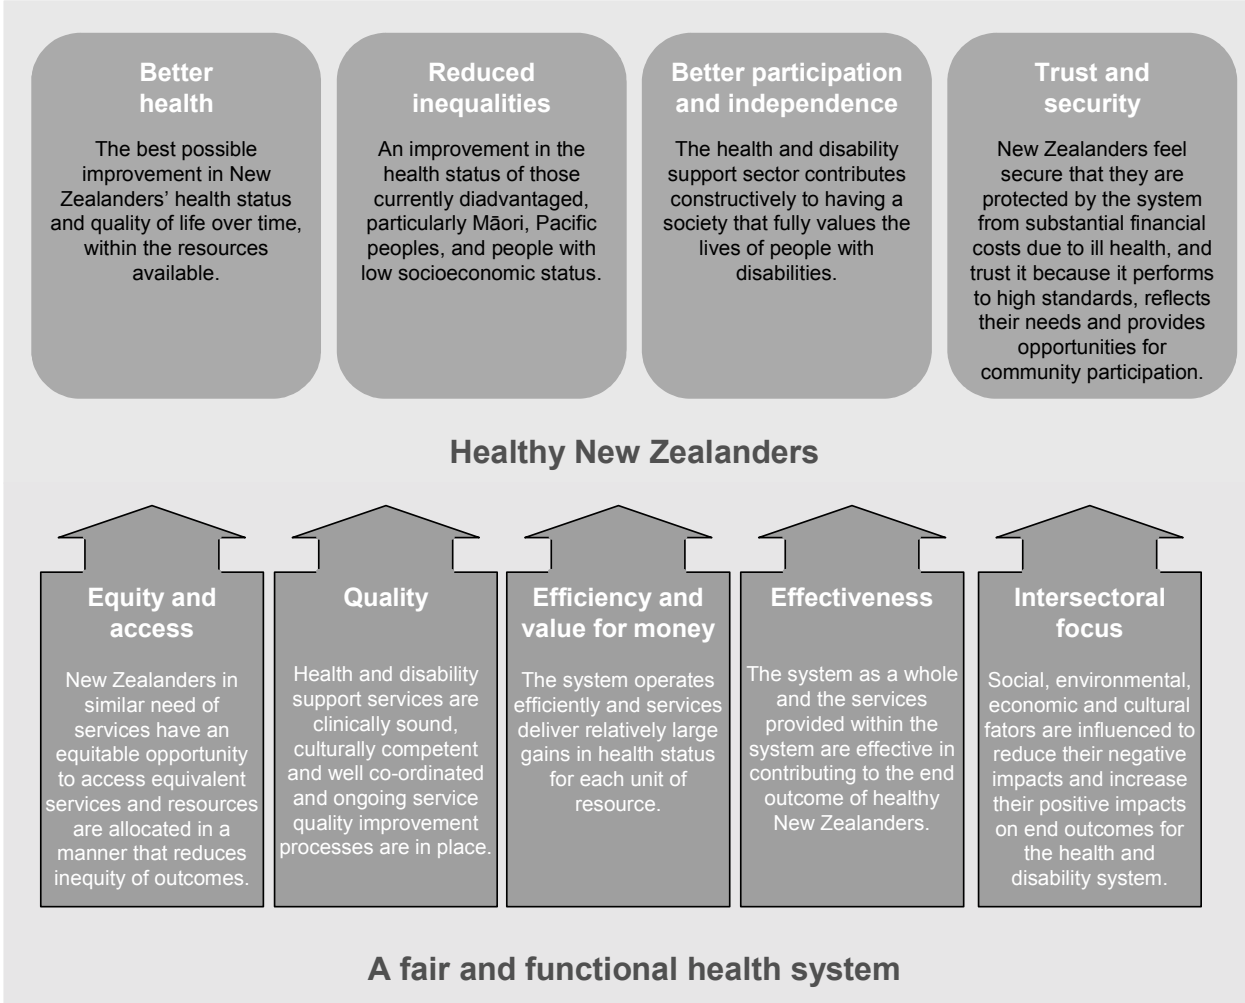 Better
health
The best possible
improvement in New
Zealanders’ health status
and quality of life over time,
within the resources
available.
Reduced
inequalities
An improvement in the
health status of those
currently diadvantaged,
particularly Māori, Pacific
peoples, and people with
low socioeconomic status.
Better participation
and independence
The health and disability
support sector contributes
constructively to having a
society that fully values the
lives of people with
disabilities.
Trust and
security
New Zealanders feel
secure that they are
protected by the system
from substantial financial
costs due to ill health, and
trust it because it performs
to high standards, reflects
their needs and provides
opportunities for
community participation.
Healthy New Zealanders
Equity and
access
New Zealanders in
similar need of
services have an
equitable opportunity
to access equivalent
services and resources
are allocated in a
manner that reduces
inequity of outcomes.
Quality
Health and disability
support services are
clinically sound,
culturally competent
and well co-ordinated
and ongoing service
quality improvement
processes are in place.
Efficiency and
value for money
The system operates
efficiently and services
deliver relatively large
gains in health status
for each unit of
resource.
Effectiveness
The system as a whole
and the services
provided within the
system are effective in
contributing to the end
outcome of healthy
New Zealanders.
Intersectoral
focus
Social, environmental,
economic and cultural
fators are influenced to
reduce their negative
impacts and increase
their positive impacts
on end outcomes for
the health and
disability system.
A fair and functional health system